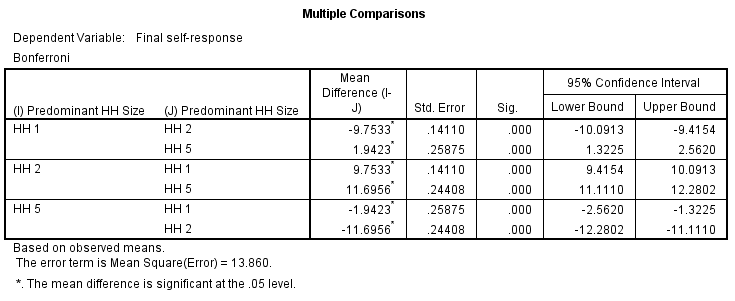 Multiple Comparisons
Dependent Variable: Final self-response
Bonferroni
(I) Predominant HH Size (J) Predominant HH Size Mean Difference (I-J) Std. Error Sig. 95% Confidence Interval
Lower Bound Upper Bound
HH 1 HH 2 -9.7533* .14110 .000 -10.0913 -9.4154
HH 5 1.9423* .25875 .000 1.3225 2.5620
HH 2 HH 1 9.7533* .14110 .000 9.4154 10.0913
HH 5 11.6956* .24408 .000 11.1110 12.2802
HH 5 HH 1 -1.9423* .25875 .000 -2.5620 -1.3225
HH 2 -11.6956* .24408 .000 -12.2802 -11.1110
Based on observed means.
The error term is Mean Square(Error) = 13.860.
*. The mean difference is significant at the .05 level.